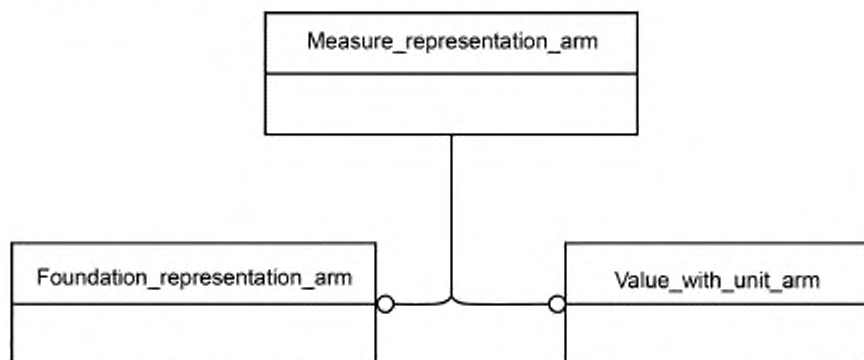 Measure_representation_arm
Foundation_representation_arm
Value_with_unit_arm